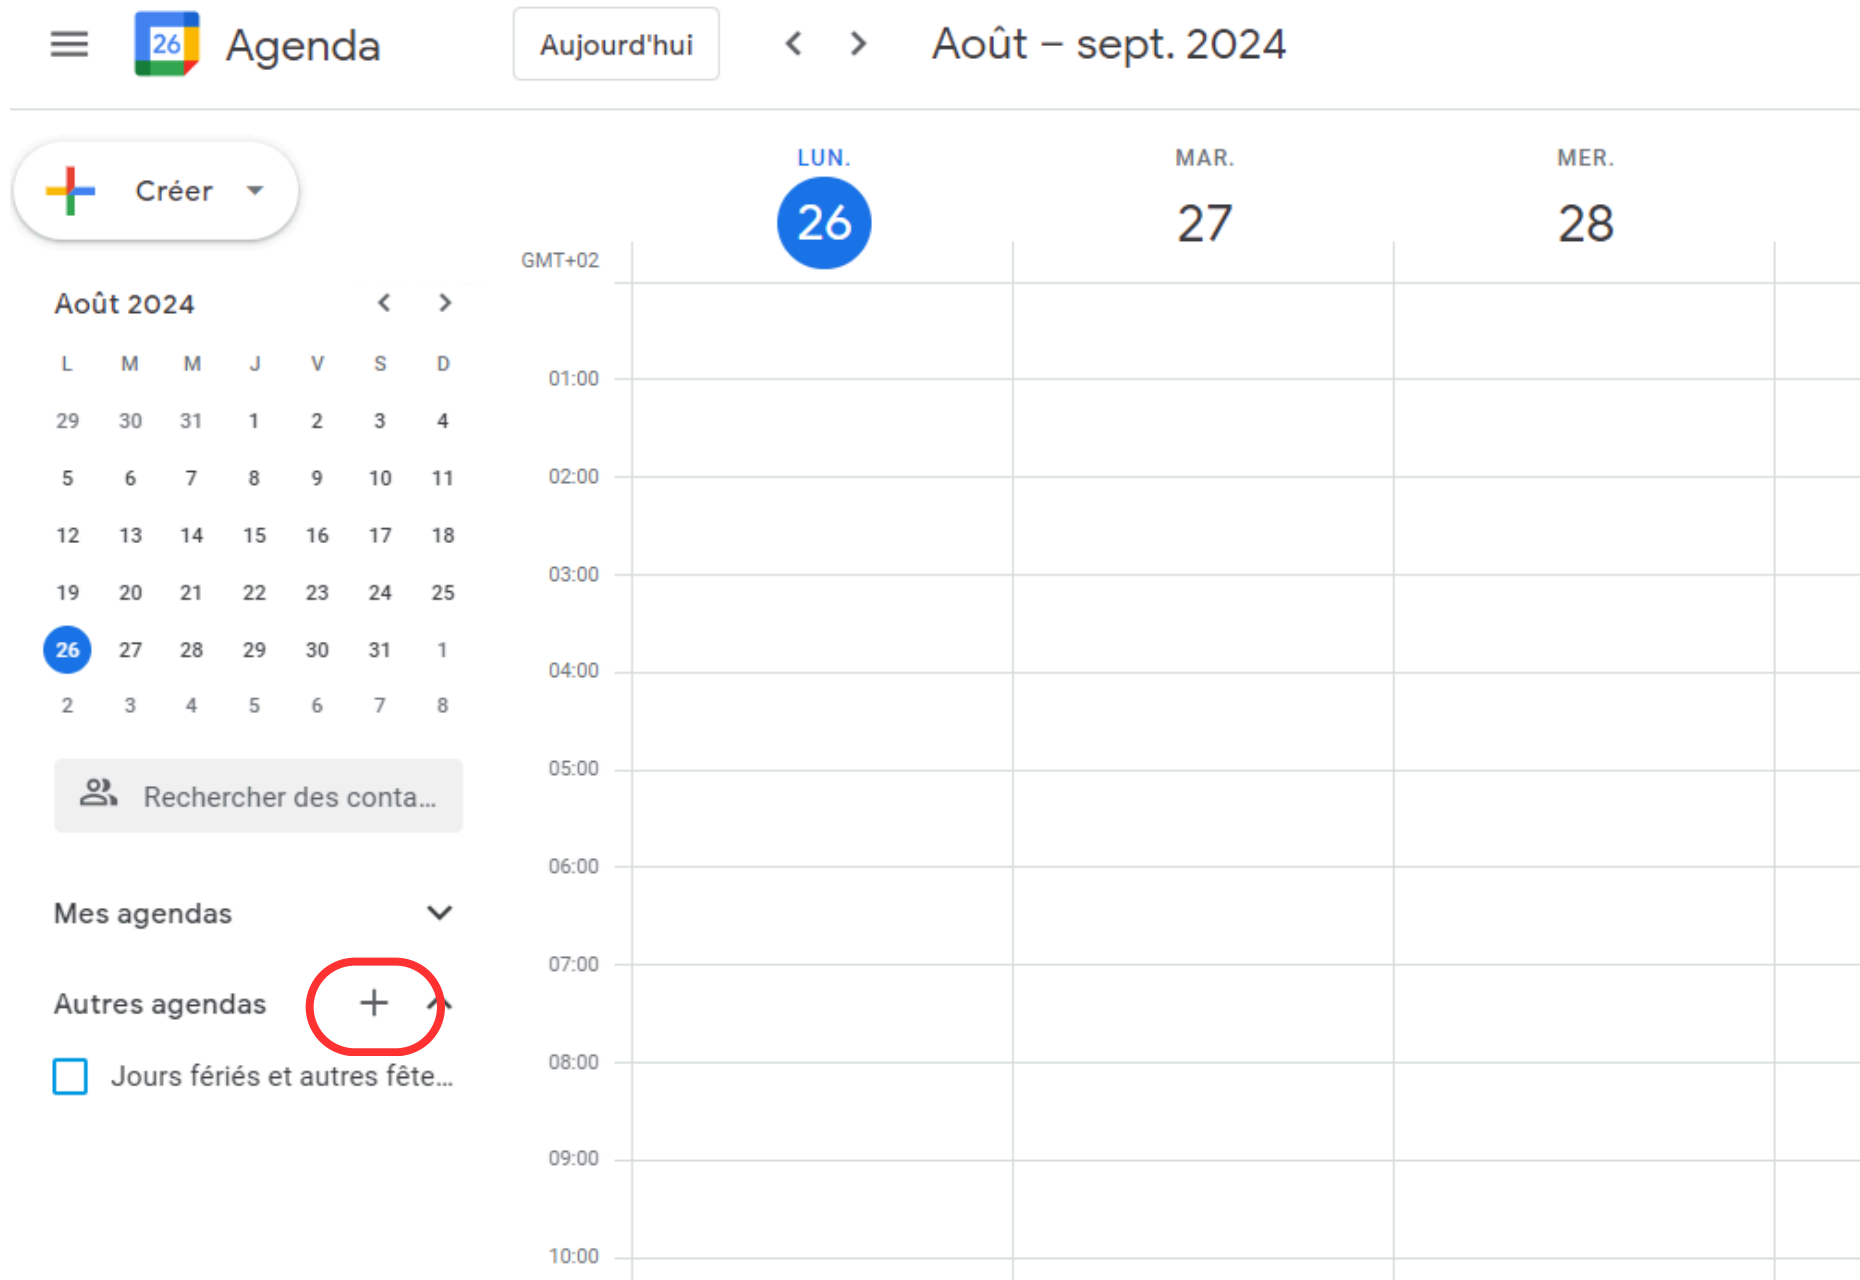 26 Agenda Aujourd'hui Août – sept. 2024
Créer
LUN. MAR. MER.
26 27 28
GMT+02
Août 2024
L M M J V S D
29 30 31 1 2 3 4
5 6 7 8 9 10 11
12 13 14 15 16 17 18
19 20 21 22 23 24 25
26 27 28 29 30 31 1
2 3 4 5 6 7 8
Rechercher des conta...
Mes agendas
Autres agendas
Jours fériés et autres fête...
01:00
02:00
03:00
04:00
05:00
06:00
07:00
08:00
09:00
10:00